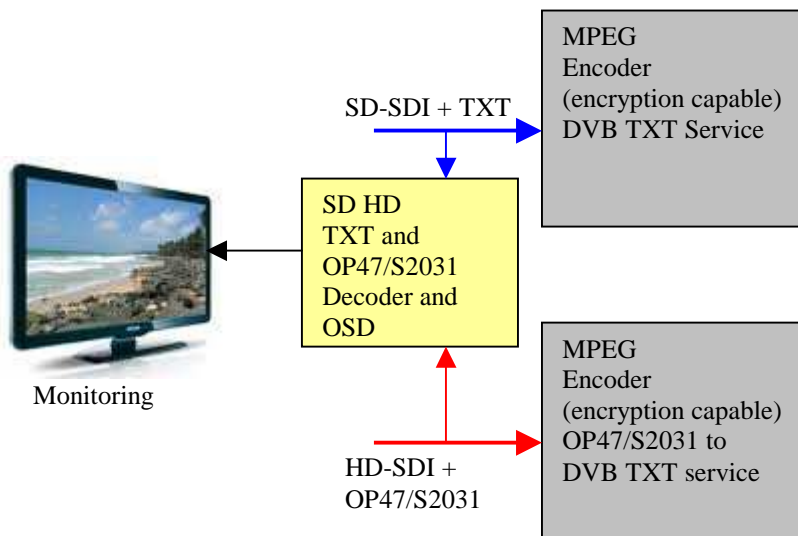 MPEG
Encoder
(encryption capable)
DVB TXT Service
SD-SDI + TXT
SD HD
TXT and
OP47/S2031
Decoder and
OSD
Monitoring
MPEG
Encoder
(encryption capable)
OP47/S2031 to
DVB TXT service
HD-SDI +
OP47/S2031